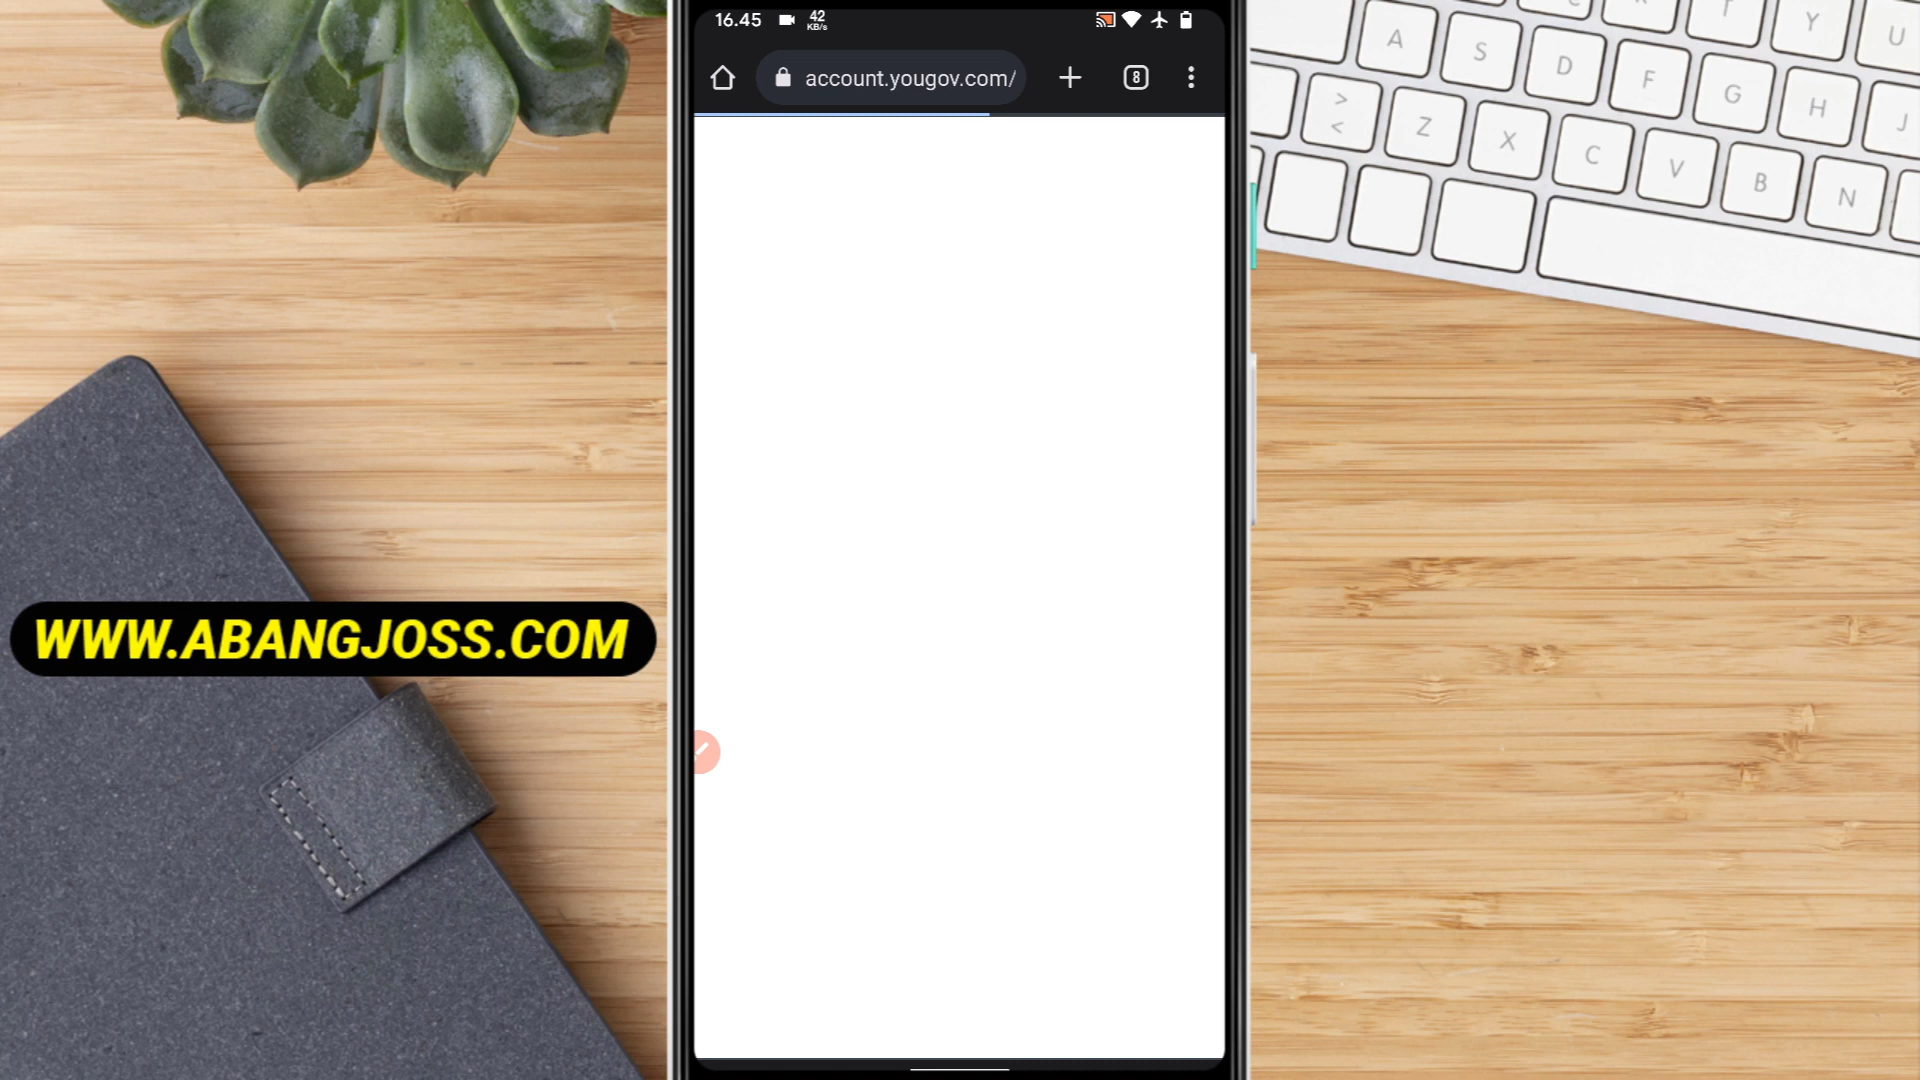 16.45
42
KB/s
account.yougov.com/
8
WWW.ABANGJOSS.COM
T
Y
U
A
S
D
F
G
H
J
>
<
Z
X
C
V
B
N